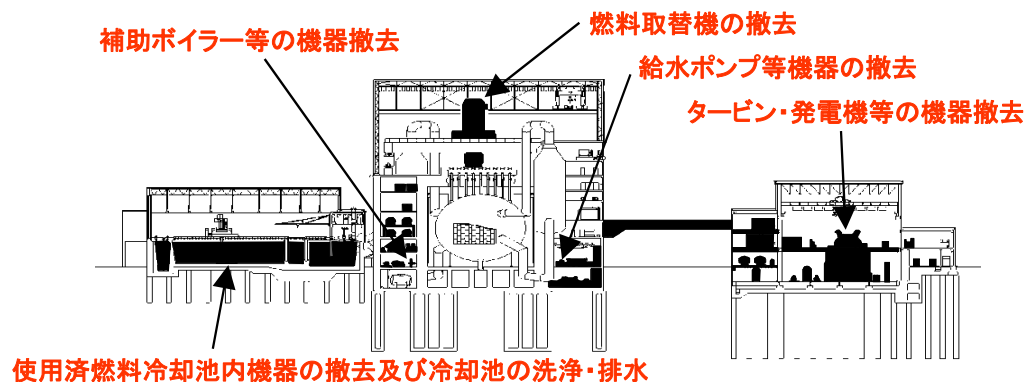 燃料取替機の撤去
補助ボイラー等の機器撤去
給水ポンプ等機器の撤去
タービン・発電機等の機器撤去
使用済燃料冷却池内機器の撤去及び冷却池の洗浄・排水